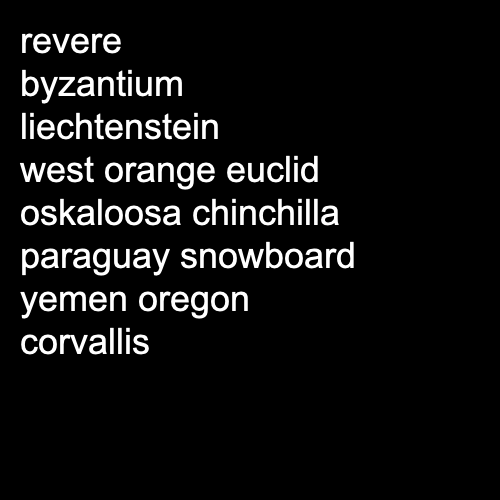 revere
byzantium
liechtenstein
west orange euclid
oskaloosa chinchilla
paraguay snowboard
yemen oregon
corvallis